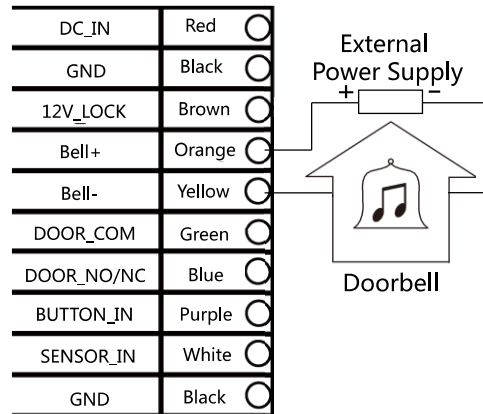 DC_IN Red
GND Black
12V_LOCK Brown
Bell+ Orange
Bell- Yellow
DOOR_COM Green
DOOR_NO/NC Blue
BUTTON_IN Purple
SENSOR_IN White
GND Black
External
Power Supply
+ -
Doorbell